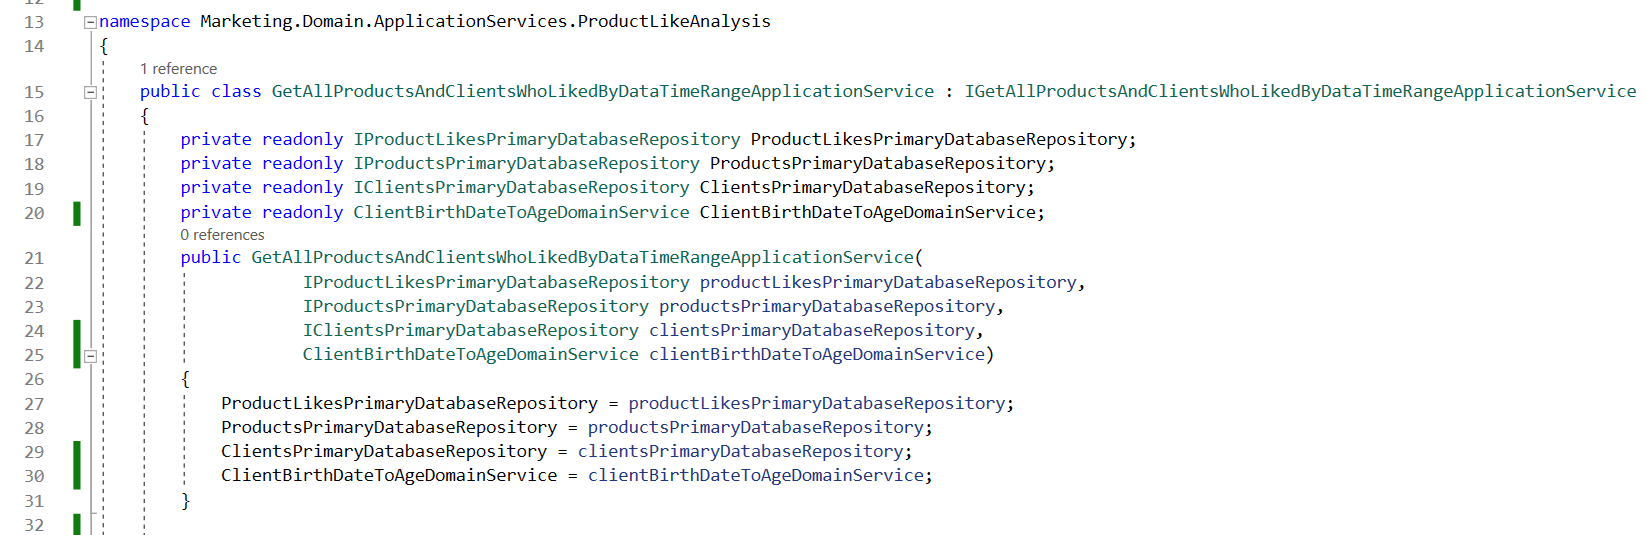 12
13 namespace Marketing.Domain.ApplicationServices.ProductLikeAnalysis
14 {
1 reference
15 public class GetAllProductsAndClientsWhoLikedByDataTimeRangeApplicationService : IGetAllProductsAndClientsWhoLikedByDataTimeRangeApplicationService
16 {
17 private readonly IProductLikesPrimaryDatabaseRepository ProductLikesPrimaryDatabaseRepository;
18 private readonly IProductsPrimaryDatabaseRepository ProductsPrimaryDatabaseRepository;
19 private readonly IClientsPrimaryDatabaseRepository ClientsPrimaryDatabaseRepository;
20 private readonly ClientBirthDateToAgeDomainService ClientBirthDateToAgeDomainService;
0 references
21 public GetAllProductsAndClientsWhoLikedByDataTimeRangeApplicationService(
22 IProductLikesPrimaryDatabaseRepository productLikesPrimaryDatabaseRepository,
23 IProductsPrimaryDatabaseRepository productsPrimaryDatabaseRepository,
24 IClientsPrimaryDatabaseRepository clientsPrimaryDatabaseRepository,
25 ClientBirthDateToAgeDomainService clientBirthDateToAgeDomainService)
26 {
27 ProductLikesPrimaryDatabaseRepository = productLikesPrimaryDatabaseRepository;
28 ProductsPrimaryDatabaseRepository = productsPrimaryDatabaseRepository;
29 ClientsPrimaryDatabaseRepository = clientsPrimaryDatabaseRepository;
30 ClientBirthDateToAgeDomainService = clientBirthDateToAgeDomainService;
31 }
32